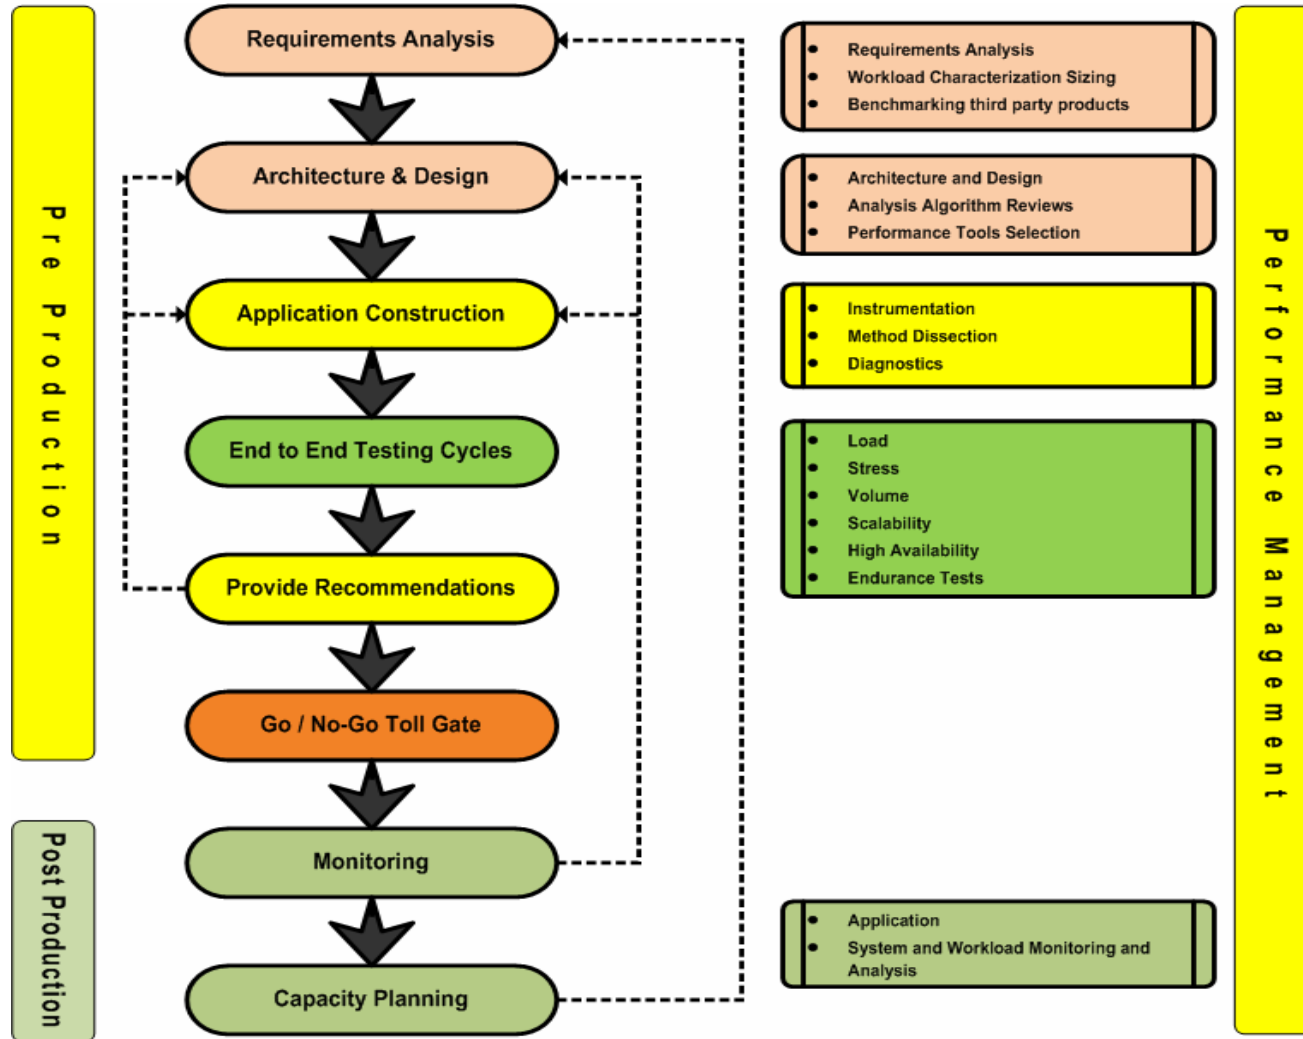 Pre Production
Post Production
Requirements Analysis
Architecture & Design
Application Construction
End to End Testing Cycles
Provide Recommendations
Go / No-Go Toll Gate
Monitoring
Capacity Planning
• Requirements Analysis
• Workload Characterization Sizing
• Benchmarking third party products
• Architecture and Design
• Analysis Algorithm Reviews
• Performance Tools Selection
• Instrumentation
• Method Dissection
• Diagnostics
• Load
• Stress
• Volume
• Scalability
• High Availability
• Endurance Tests
• Application
• System and Workload Monitoring and
Analysis
Performance Management